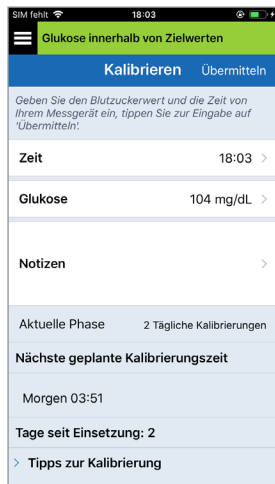 SIM fehlt 18:03
Glukose innerhalb von Zielwerten
Kalibrieren Übermitteln
Geben Sie den Blutzuckerwert und die Zeit von
Ihrem Messgerät ein, tippen Sie zur Eingabe auf
'Übermitteln'.
Zeit 18:03 >
Glukose 104 mg/dL >
Notizen >
Aktuelle Phase 2 Tägliche Kalibrierungen
Nächste geplante Kalibrierungszeit
Morgen 03:51
Tage seit Einsetzung: 2
> Tipps zur Kalibrierung